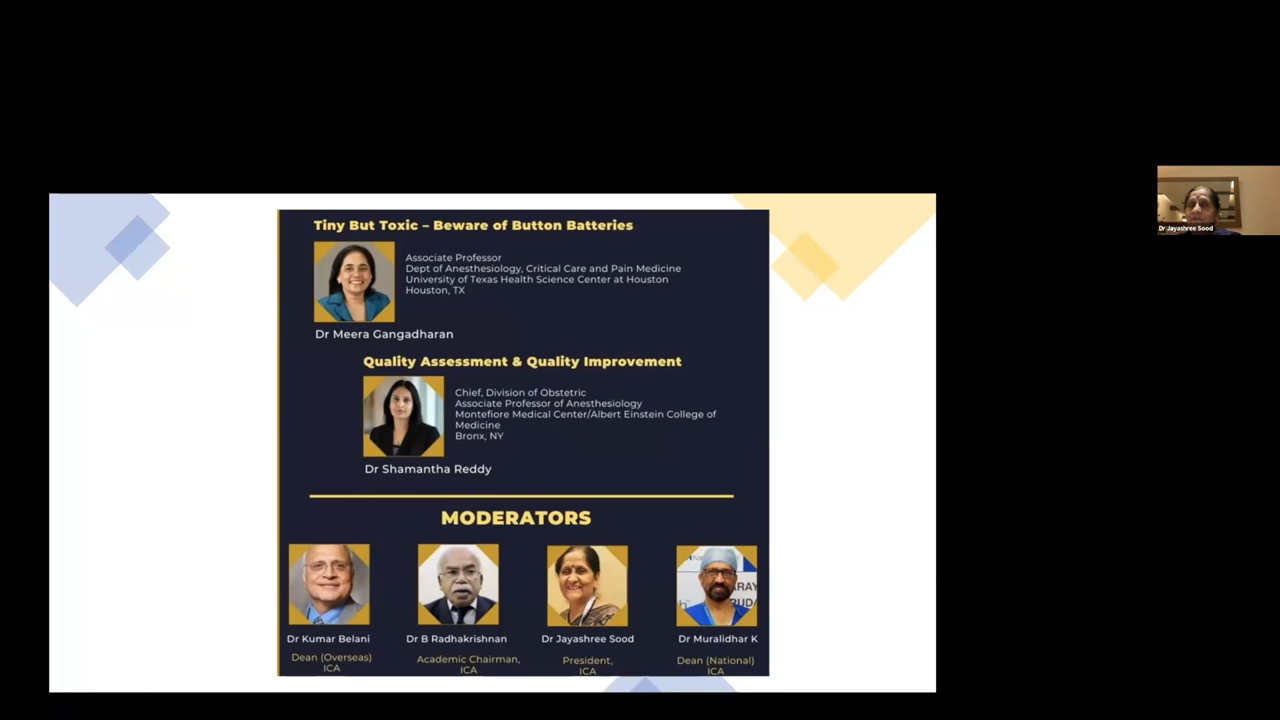 Tiny But Toxic – Beware of Button Batteries
Associate Professor
Dept of Anesthesiology, Critical Care and Pain Medicine
University of Texas Health Science Center at Houston
Houston, TX
Dr Meera Gangadharan
Quality Assessment & Quality Improvement
Chief, Division of Obstetric
Associate Professor of Anesthesiology
Montefiore Medical Center/Albert Einstein College of
Medicine
Bronx, NY
Dr Shamantha Reddy
MODERATORS
ARAY
RUD
Dr Kumar Belani
Dean (Overseas)
ICA
Dr B Radhakrishnan
Academic Chairman,
ICA
Dr Jayashree Sood
President,
ICA
Dr Muralidhar K
Dean (National)
ICA
Dr Jayashree Sood